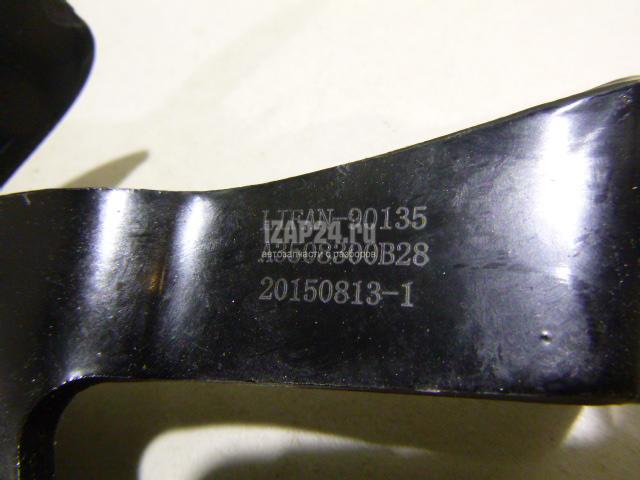 LIFAN-90135
iZAP24.ru
автозапчасти с разборов
20150813-1